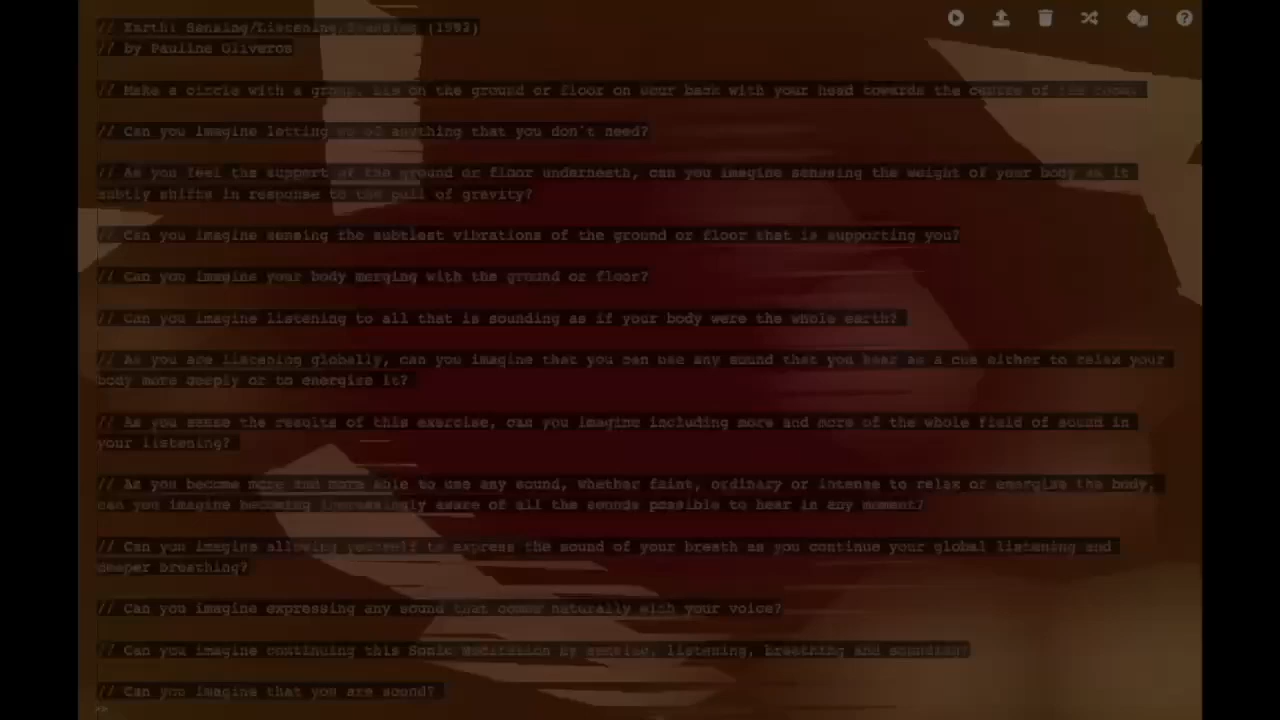 // Earth: Sensing/Listening/Sounding (1992)
// by Pauline Oliveros
// Make a circle with a group. Lie on the ground or floor on your back with your head towards the centre of the room.
// Can you imagine letting go of anything that you don't need?
// As you feel the support of the ground or floor underneath, can you imagine sensing the weight of your body as it
subtly shifts in response to the pull of gravity?
// Can you imagine sensing the subtlest vibrations of the ground or floor that is supporting you?
// Can you imagine your body merging with the ground or floor?
// Can you imagine listening to all that is sounding as if your body were the whole earth?
// As you are listening globally, can you imagine that you can use any sound that you hear as a cue either to relax your
body more deeply or to energise it?
// As you sense the results of this exercise, can you imagine including more and more of the whole field of sound in
your listening?
// As you become more and more able to use any sound, whether faint, ordinary or intense to relax or energise the body,
can you imagine becoming increasingly aware of all the sounds possible to hear in any moment?
// Can you imagine allowing yourself to express the sound of your breath as you continue your global listening and
deeper breathing?
// Can you imagine expressing any sound that comes naturally with your voice?
// Can you imagine continuing this Sonic Meditation by sensing, listening, breathing and sounding?
// Can you imagine that you are sound?